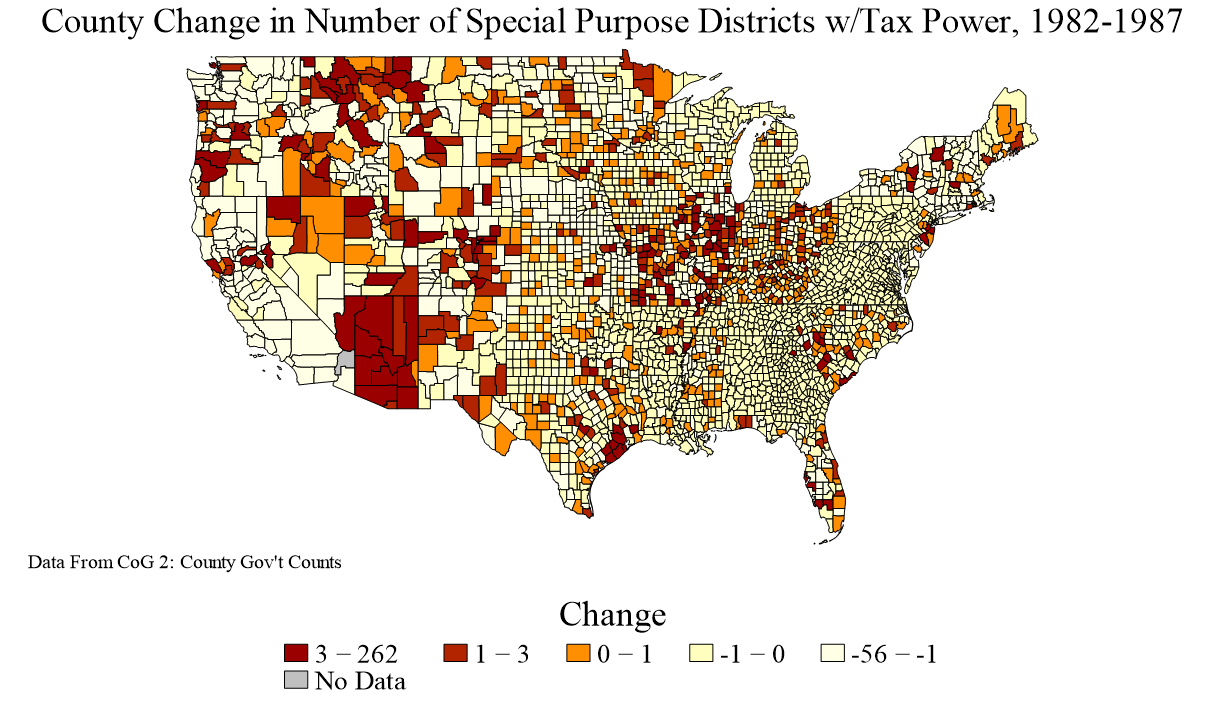 County Change in Number of Special Purpose Districts w/Tax Power, 1982-1987
Data From CoG 2: County Gov't Counts
Change
3 − 262 1 − 3 0 − 1 -1 − 0 -56 − -1
No Data